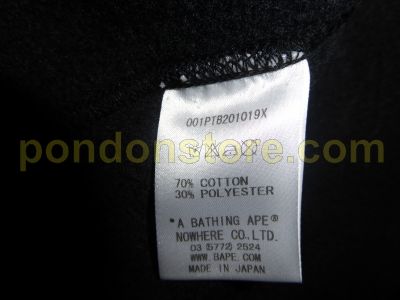 001PTB201019X
pondonstore.com
70% COTTON
30% POLYESTER
"A BATHING APE®
NOWHERE CO.,LTD.
03 (5772) 2524
WWW.BAPE.COM
MADE IN JAPAN